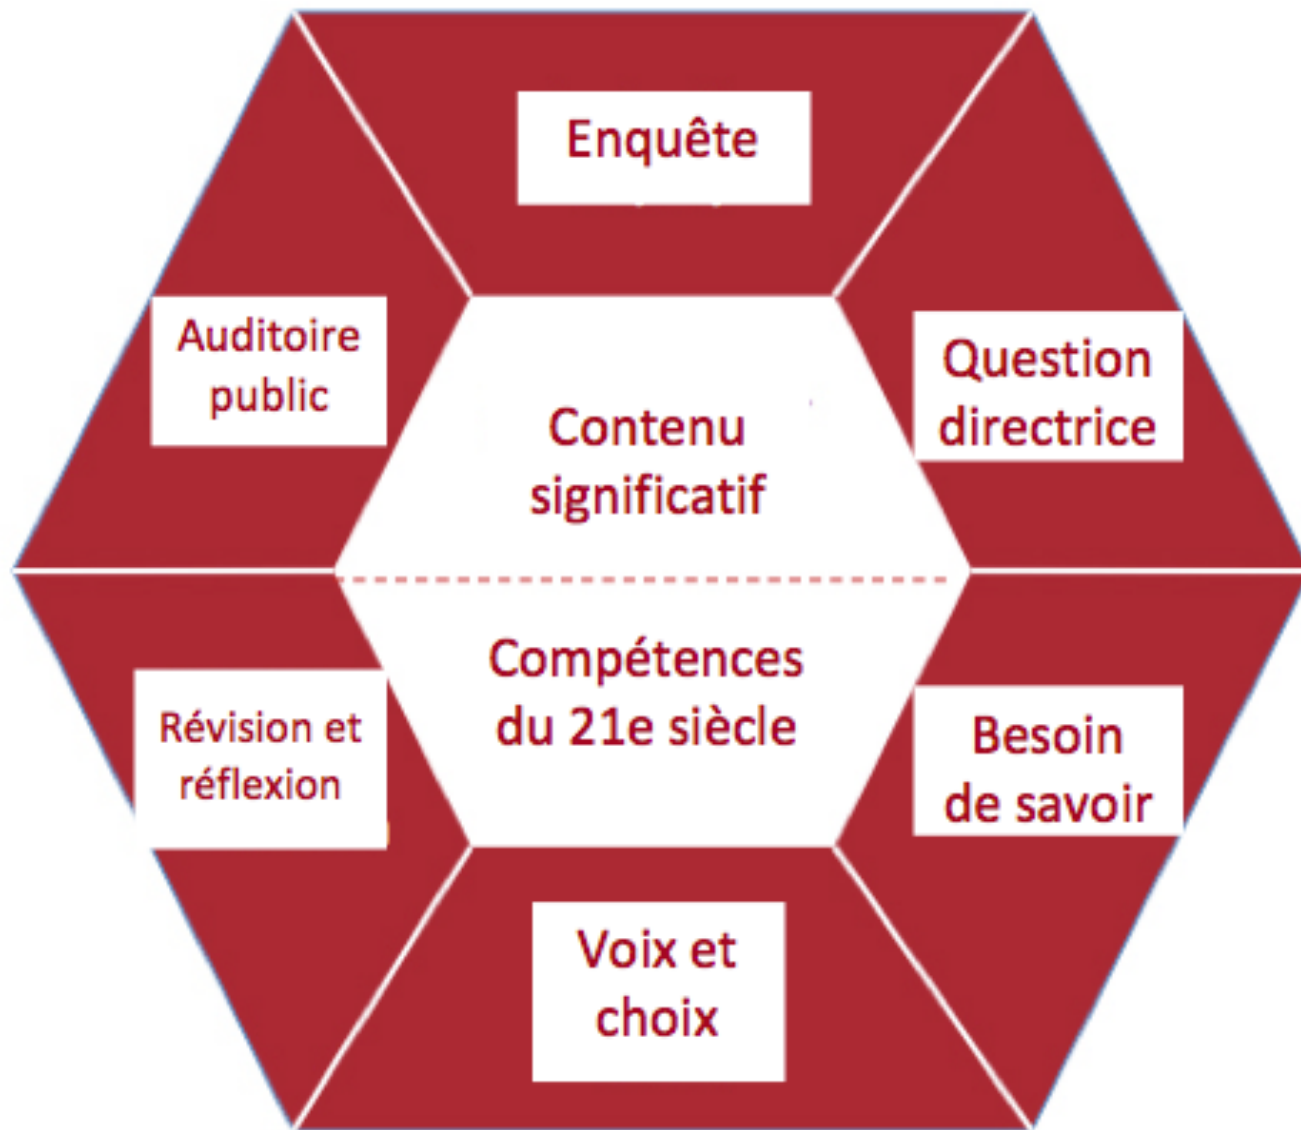 Enquête
Auditoire
public
Question
directrice
Contenu
significatif
Compétences
du 21e siècle
Révision et
réflexion
Besoin
de savoir
Voix et
choix